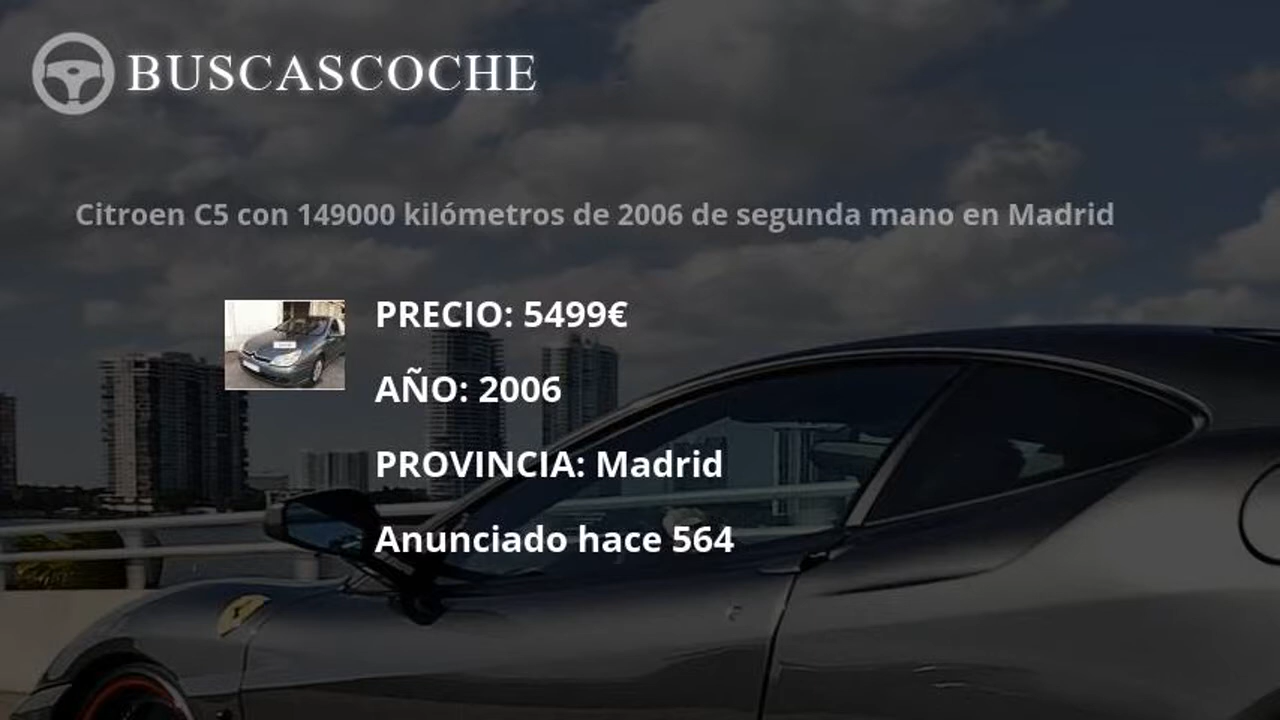 BUSCASCOCHE
Citroen C5 con 149000 kilómetros de 2006 de segunda mano en Madrid
PRECIO: 5499€
AÑO: 2006
PROVINCIA: Madrid
Anunciado hace 564